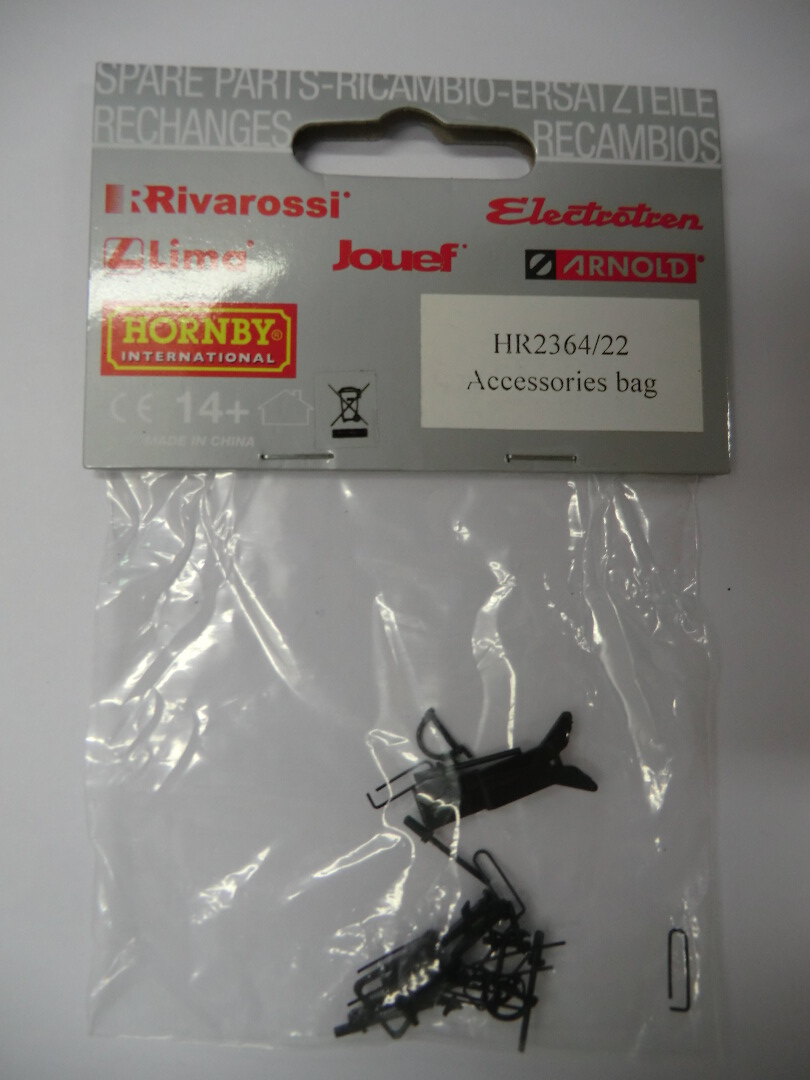 SPARE PARTS-RICAMBIO-ERSATZTEILE
RECHANGES RECAMBIOS
Rivarossi
Electrotren
Lima
Jouef
ARNOLD
HORNBY®
INTERNATIONAL
HR2364/22
Accessories bag
CE 14+
MADE IN CHINA